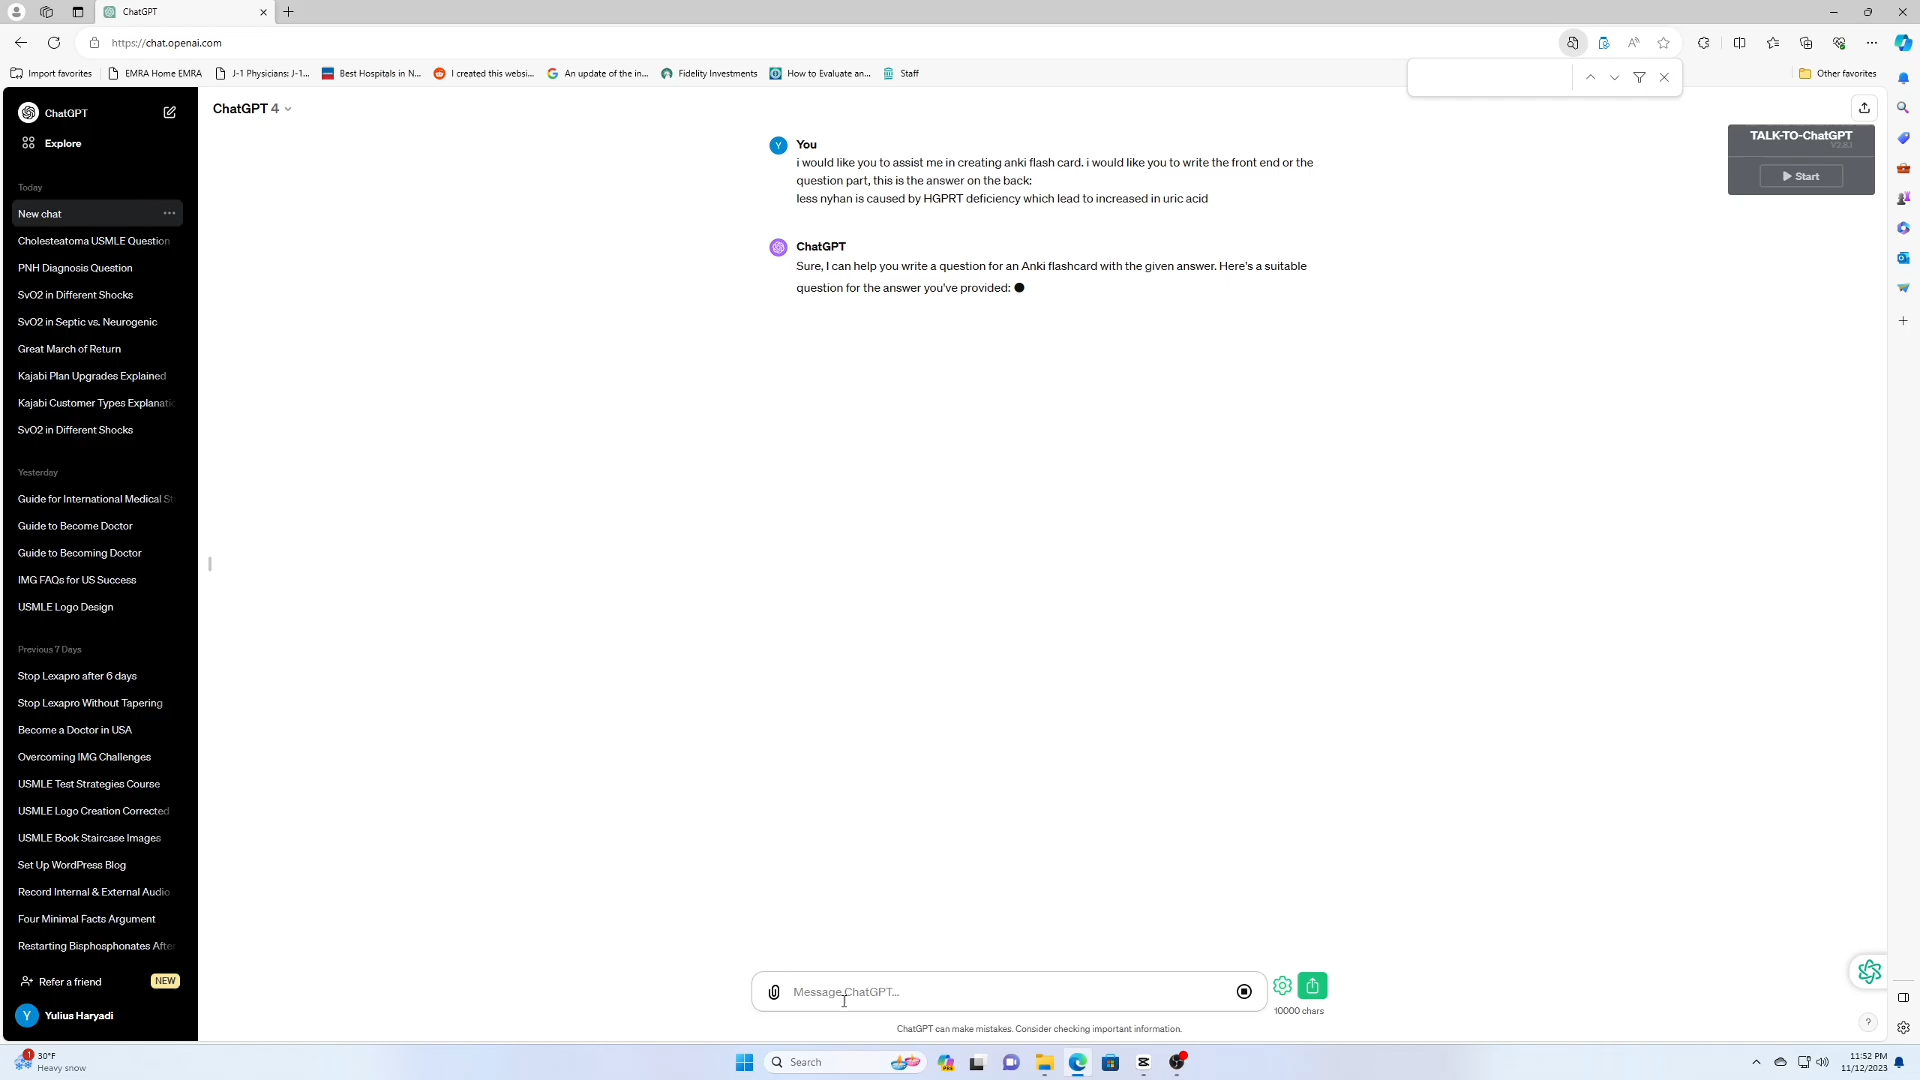 ChatGPT
https://chat.openai.com
Import favorites
EMRA Home EMRA
J-1 Physicians: J-1...
Best Hospitals in N...
I created this websi...
An update of the in...
Fidelity Investments
How to Evaluate an...
Staff
Other favorites
ChatGPT
Explore
Today
New chat
Cholesteatoma USMLE Question
PNH Diagnosis Question
SvO2 in Different Shocks
SvO2 in Septic vs. Neurogenic
Great March of Return
Kajabi Plan Upgrades Explained
Kajabi Customer Types Explanatio
SvO2 in Different Shocks
Yesterday
Guide for International Medical St
Guide to Become Doctor
Guide to Becoming Doctor
IMG FAQs for US Success
USMLE Logo Design
Previous 7 Days
Stop Lexapro after 6 days
Stop Lexapro Without Tapering
Become a Doctor in USA
Overcoming IMG Challenges
USMLE Test Strategies Course
USMLE Logo Creation Corrected
USMLE Book Staircase Images
Set Up WordPress Blog
Record Internal & External Audio
Four Minimal Facts Argument
Restarting Bisphosphonates Afte
Refer a friend NEW
Y Yulius Haryadi
ChatGPT 4
Y You
i would like you to assist me in creating anki flash card. i would like you to write the front end or the
question part, this is the answer on the back:
less nyhan is caused by HGPRT deficiency which lead to increased in uric acid
ChatGPT
Sure, I can help you write a question for an Anki flashcard with the given answer. Here's a suitable
question for the answer you've provided:
TALK-TO-ChatGPT
V2.8.1
Start
Message ChatGPT...
10000 chars
ChatGPT can make mistakes. Consider checking important information.
?
1
30°F
Heavy snow
Search
PRE
11:52 PM
11/12/2023